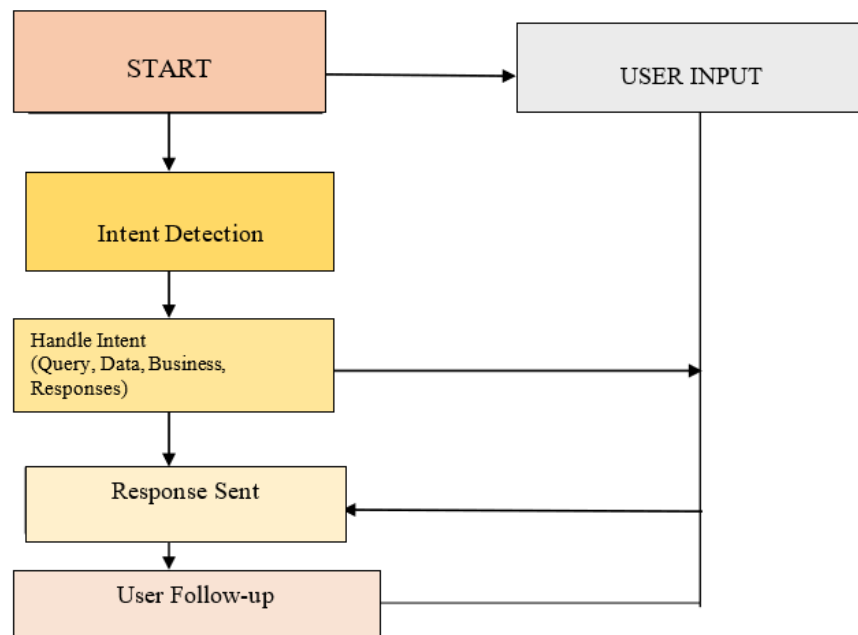 START
USER INPUT
Intent Detection
Handle Intent
(Query, Data, Business,
Responses)
Response Sent
User Follow-up